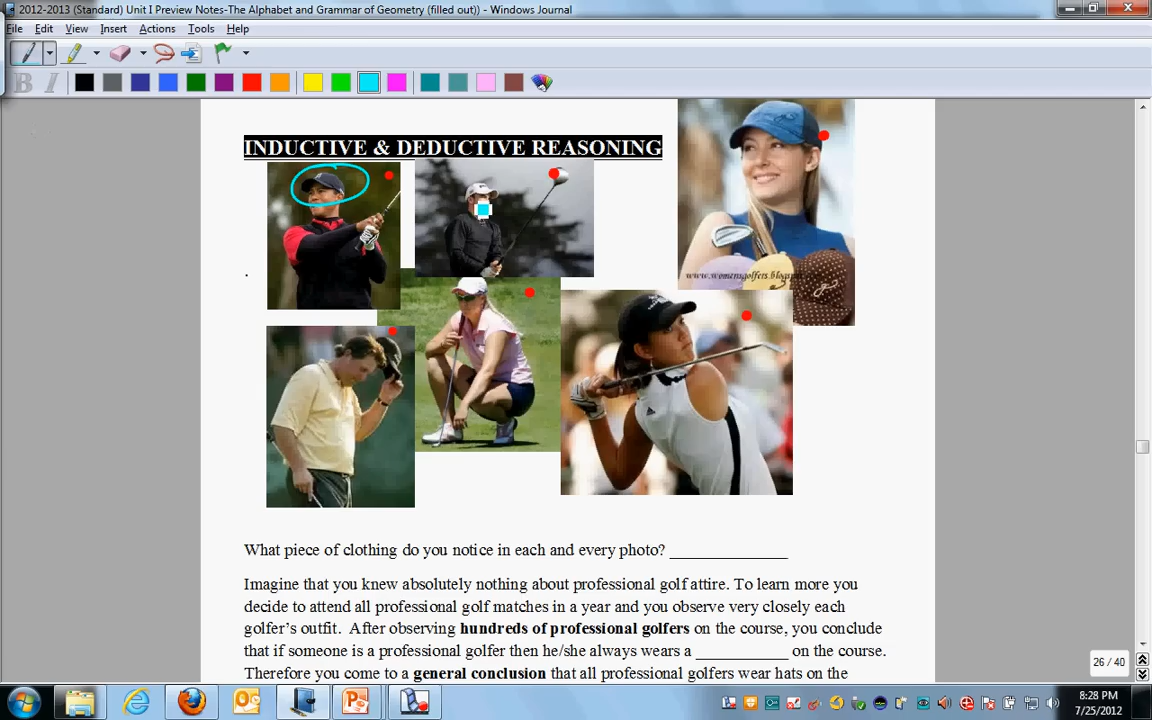 2012-2013 (Standard) Unit I Preview Notes-The Alphabet and Grammar of Geometry (filled out)) - Windows Journal
File Edit View Insert Actions Tools Help
B I
INDUCTIVE & DEDUCTIVE REASONING
www.womensgolfers.blogspot
What piece of clothing do you notice in each and every photo? _______________
Imagine that you knew absolutely nothing about professional golf attire. To learn more you
decide to attend all professional golf matches in a year and you observe very closely each
golfer's outfit. After observing hundreds of professional golfers on the course, you conclude
that if someone is a professional golfer then he/she always wears a ____________ on the course.
Therefore you come to a general conclusion that all professional golfers wear hats on the
26 / 40
8:28 PM
7/25/2012